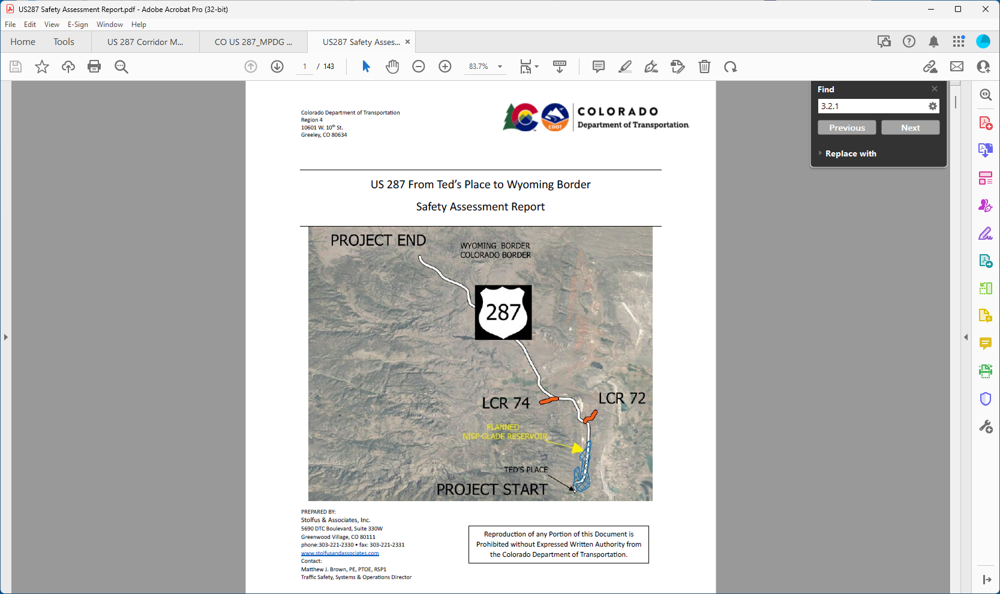 US287 Safety Assessment Report.pdf - Adobe Acrobat Pro (32-bit)
File Edit View E-Sign Window Help
Home Tools US 287 Corridor M... CO US 287_MPDG ... US287 Safety Asses...
1 / 143 83.7%
Find
3.2.1
Previous Next
Replace with
Colorado Department of Transportation
Region 4
10601 W. 10th St.
Greeley, CO 80634
COLORADO
Department of Transportation
CDOT
US 287 From Ted's Place to Wyoming Border
Safety Assessment Report
PROJECT END
WYOMING BORDER
COLORADO BORDER
287
LCR 74
LCR 72
PLANNED
NISP GLADE RESERVOIR
TED'S PLACE
PROJECT START
PREPARED BY:
Stolfus & Associates, Inc.
5690 DTC Boulevard, Suite 330W
Greenwood Village, CO 80111
phone:303-221-2330 • fax: 303-221-2331
www.stolfusandassociates.com
Contact:
Matthew J. Brown, PE, PTOE, RSP1
Traffic Safety, Systems & Operations Director
Reproduction of any Portion of this Document is
Prohibited without Expressed Written Authority from
the Colorado Department of Transportation.